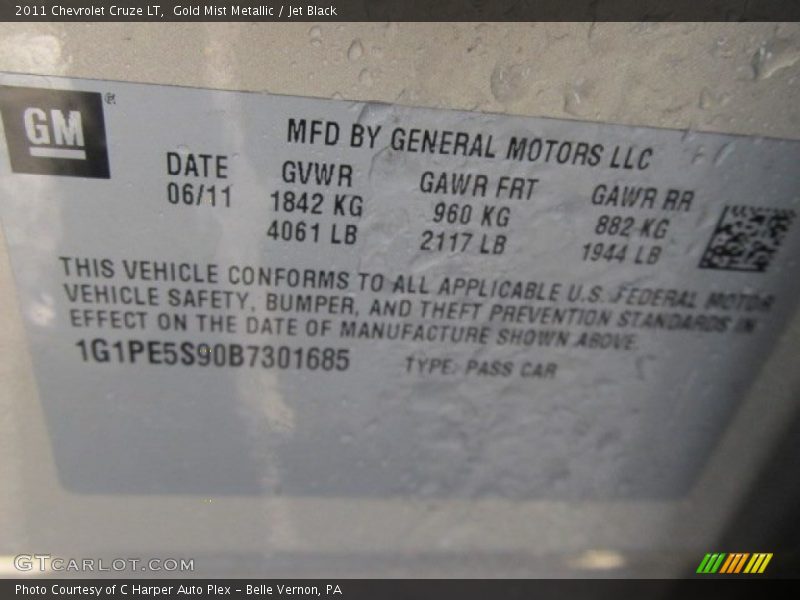 2011 Chevrolet Cruze LT,  Gold Mist Metallic / Jet Black
GM ®
MFD BY GENERAL MOTORS LLC
DATE GVWR GAWR FRT GAWR RR
06/11 1842 KG 960 KG 882 KG
4061 LB 2117 LB 1944 LB
THIS VEHICLE CONFORMS TO ALL APPLICABLE U.S. FEDERAL MOTOR
VEHICLE SAFETY, BUMPER, AND THEFT PREVENTION STANDARDS IN
EFFECT ON THE DATE OF MANUFACTURE SHOWN ABOVE.
1G1PE5S90B7301685 TYPE: PASS CAR
GTCARLOT.COM
Photo Courtesy of C Harper Auto Plex – Belle Vernon, PA